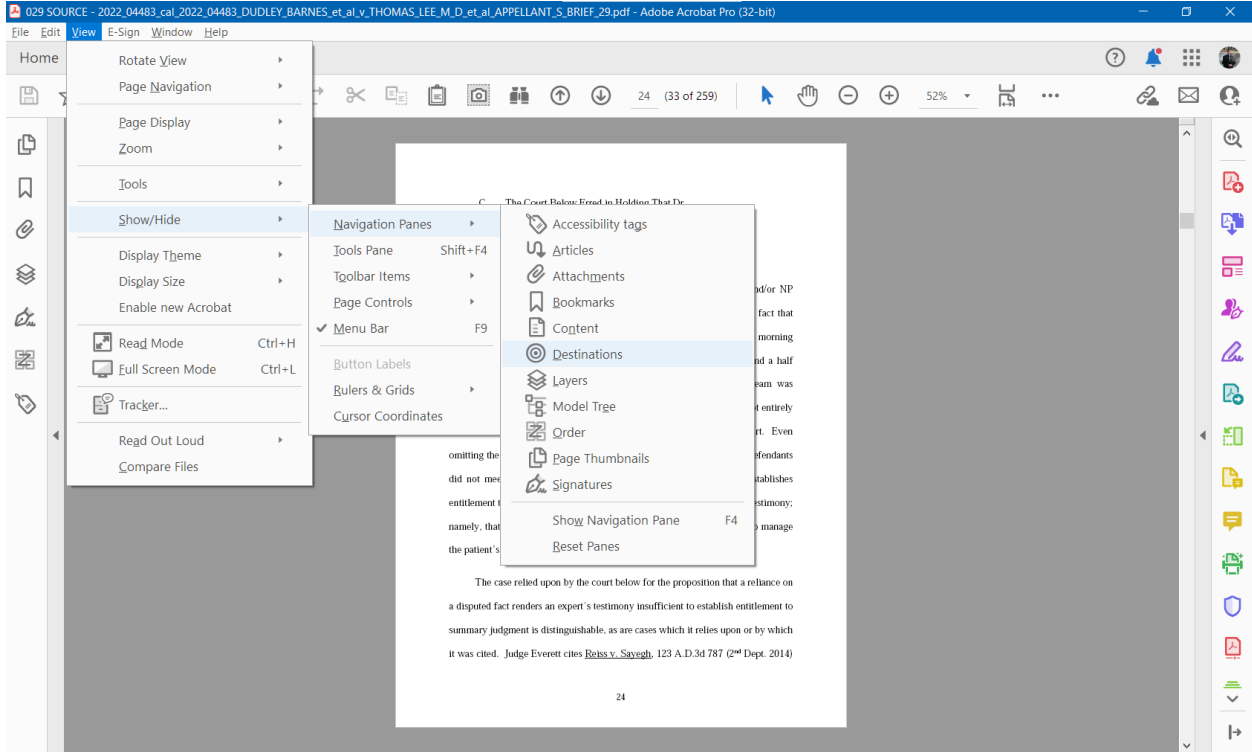 029 SOURCE - 2022_04483_cal_2022_04483_DUDLEY_BARNES_et_al_v_THOMAS_LEE_M_D_et_al_APPELLANT_S_BRIEF_29.pdf - Adobe Acrobat Pro (32-bit)
File Edit View E-Sign Window Help
Home
24 (33 of 259) 52%
Rotate View
Page Navigation
Page Display
Zoom
Tools
Show/Hide
Display Theme
Display Size
Enable new Acrobat
Read Mode Ctrl+H
Full Screen Mode Ctrl+L
Tracker...
Read Out Loud
Compare Files
Navigation Panes
Tools Pane Shift+F4
Toolbar Items
Page Controls
Menu Bar F9
Button Labels
Rulers & Grids
Cursor Coordinates
Accessibility tags
Articles
Attachments
Bookmarks
Content
Destinations
Layers
Model Tree
Order
Page Thumbnails
Signatures
Show Navigation Pane F4
Reset Panes
C. The Court Below Erred in Holding That Dr.
nd/or NP
fact that
morning
nd a half
eam was
t entirely
rt. Even
omitting the efendants
did not mee stablishes
entitlement t estimony;
namely, that o manage
the patient's
The case relied upon by the court below for the proposition that a reliance on
a disputed fact renders an expert's testimony insufficient to establish entitlement to
summary judgment is distinguishable, as are cases which it relies upon or by which
it was cited. Judge Everett cites Reiss v. Sayegh, 123 A.D.3d 787 (2nd Dept. 2014)
24